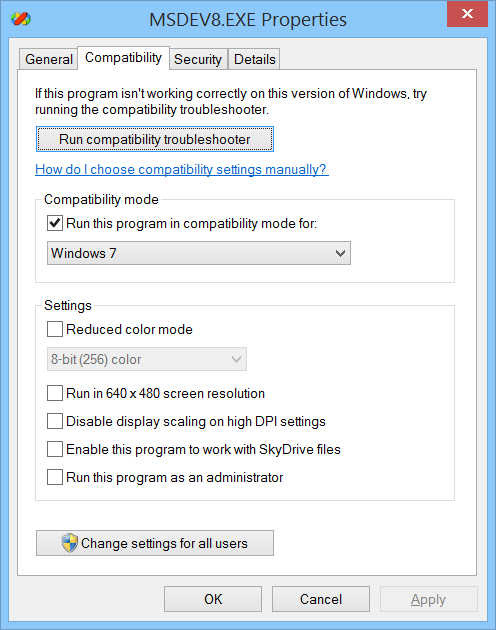 MSDEV8.EXE Properties
General Compatibility Security Details
If this program isn't working correctly on this version of Windows, try
running the compatibility troubleshooter.
Run compatibility troubleshooter
How do I choose compatibility settings manually?
Compatibility mode
Run this program in compatibility mode for:
Windows 7
Settings
Reduced color mode
8-bit (256) color
Run in 640 x 480 screen resolution
Disable display scaling on high DPI settings
Enable this program to work with SkyDrive files
Run this program as an administrator
Change settings for all users
OK Cancel Apply